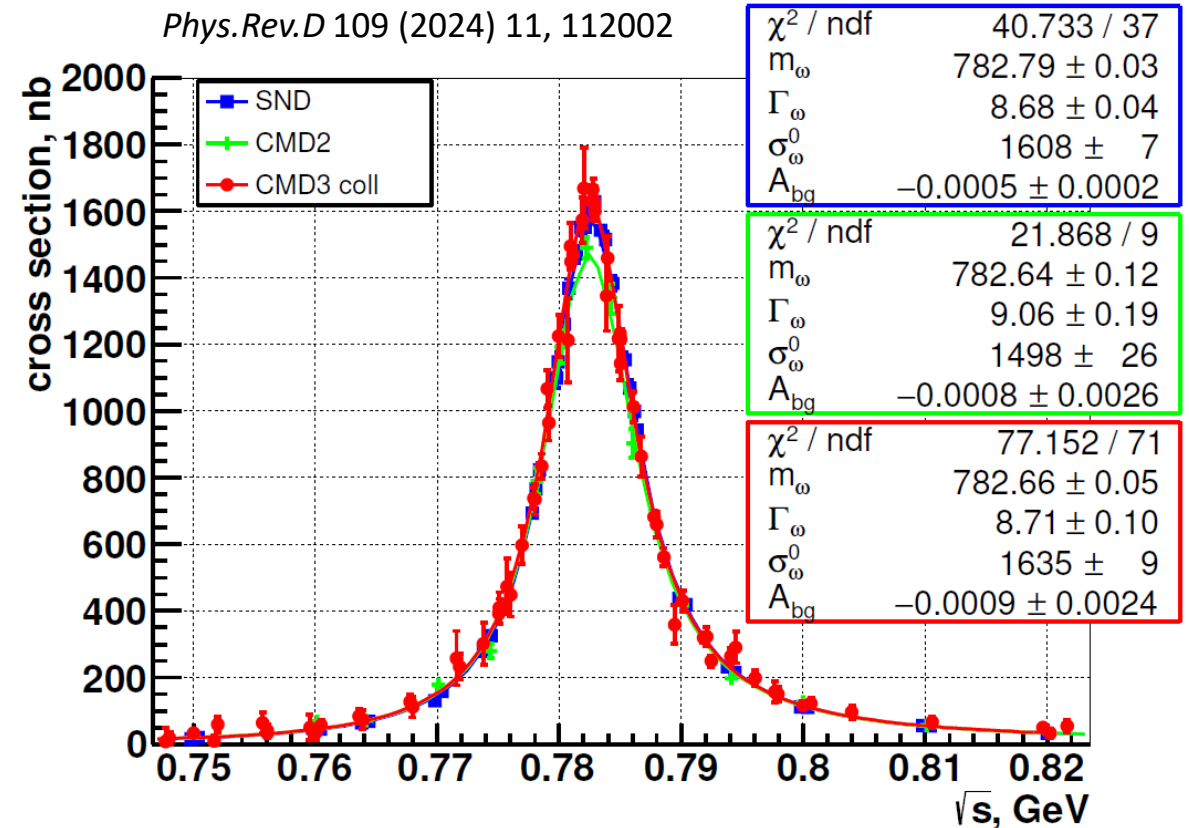 Phys.Rev.D 109 (2024) 11, 112002
cross section, nb
2000
1800
1600
1400
1200
1000
800
600
400
200
0
SND
CMD2
CMD3 coll
χ² / ndf 40.733 / 37
m_ω 782.79 ± 0.03
Γ_ω 8.68 ± 0.04
σ⁰_ω 1608 ± 7
A_bg −0.0005 ± 0.0002
χ² / ndf 21.868 / 9
m_ω 782.64 ± 0.12
Γ_ω 9.06 ± 0.19
σ⁰_ω 1498 ± 26
A_bg −0.0008 ± 0.0026
χ² / ndf 77.152 / 71
m_ω 782.66 ± 0.05
Γ_ω 8.71 ± 0.10
σ⁰_ω 1635 ± 9
A_bg −0.0009 ± 0.0024
0.75 0.76 0.77 0.78 0.79 0.8 0.81 0.82
√s, GeV